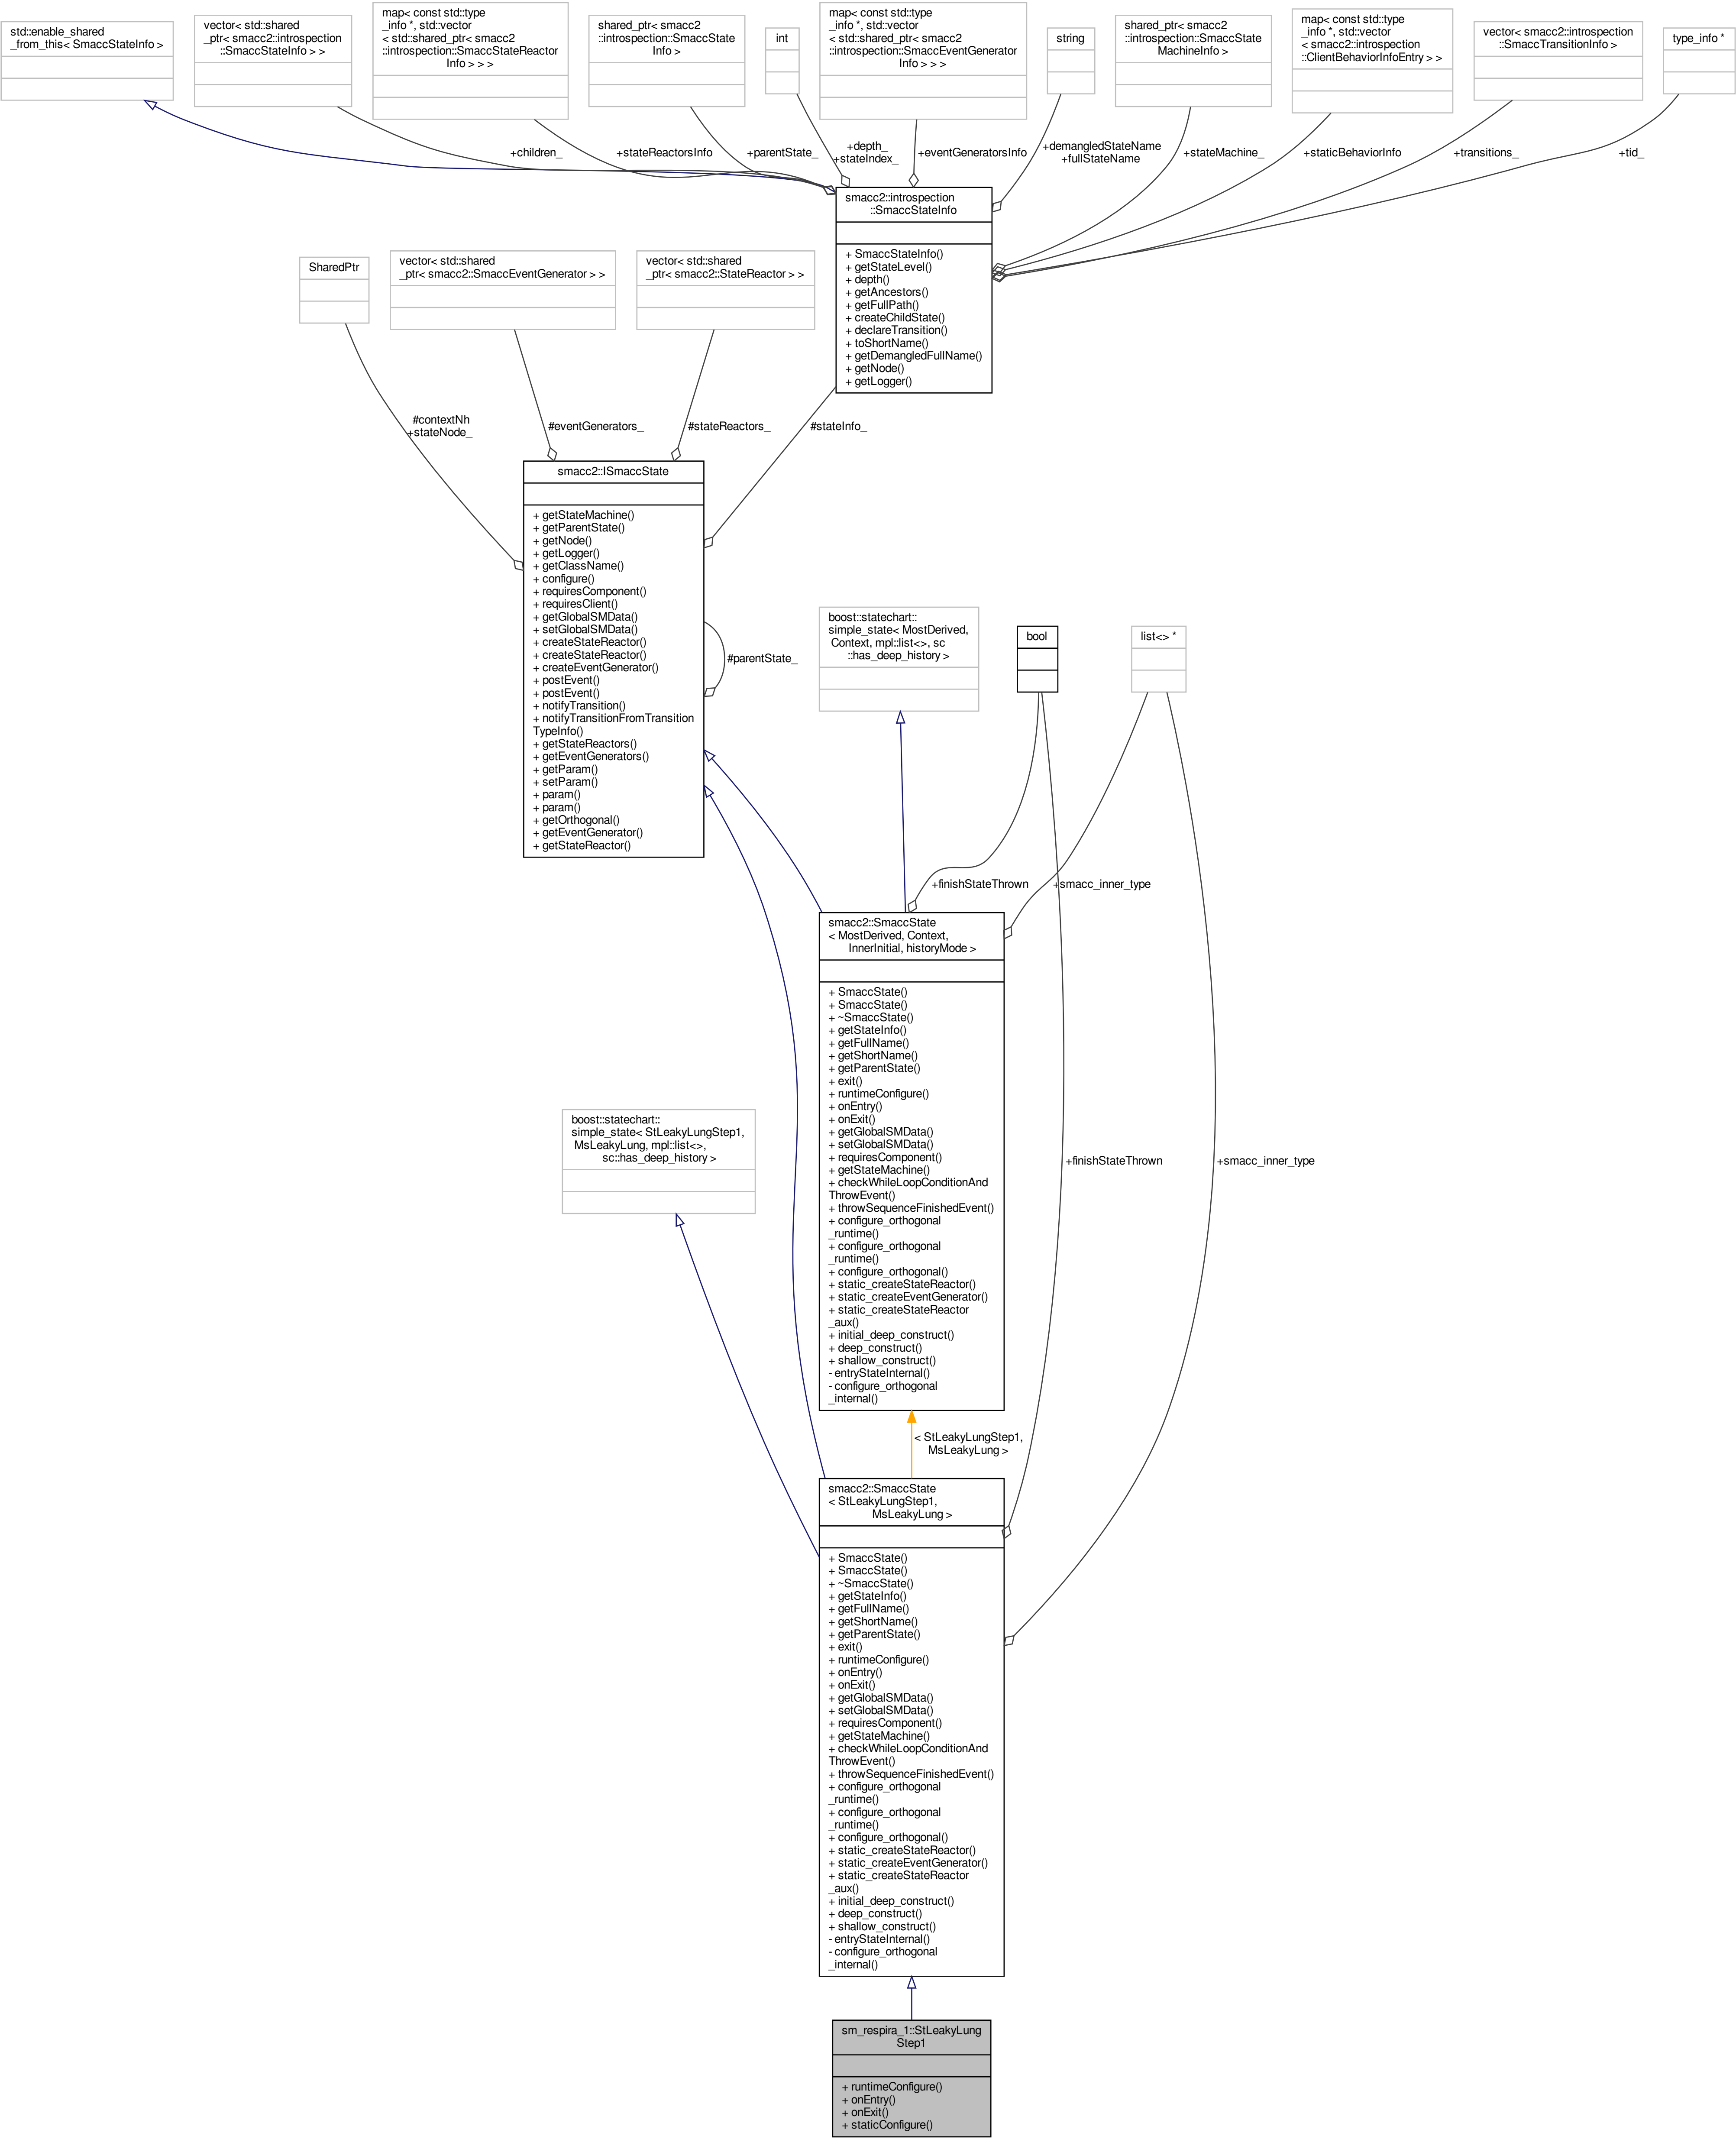 std::enable_shared
_from_this< SmaccStateInfo >
vector< std::shared
_ptr< smacc2::introspection
::SmaccStateInfo > >
map< const std::type
_info *, std::vector
< std::shared_ptr< smacc2
::introspection::SmaccStateReactor
Info > > >
shared_ptr< smacc2
::introspection::SmaccState
Info >
int
map< const std::type
_info *, std::vector
< std::shared_ptr< smacc2
::introspection::SmaccEventGenerator
Info > > >
string
shared_ptr< smacc2
::introspection::SmaccState
MachineInfo >
map< const std::type
_info *, std::vector
< smacc2::introspection
::ClientBehaviorInfoEntry > >
vector< smacc2::introspection
::SmaccTransitionInfo >
type_info *
+children_
+stateReactorsInfo
+parentState_
+depth_
+stateIndex_
+eventGeneratorsInfo
+demangledStateName
+fullStateName
+stateMachine_
+staticBehaviorInfo
+transitions_
+tid_
smacc2::introspection
::SmaccStateInfo
+ SmaccStateInfo()
+ getStateLevel()
+ depth()
+ getAncestors()
+ getFullPath()
+ createChildState()
+ declareTransition()
+ toShortName()
+ getDemangledFullName()
+ getNode()
+ getLogger()
SharedPtr
vector< std::shared
_ptr< smacc2::SmaccEventGenerator > >
vector< std::shared
_ptr< smacc2::StateReactor > >
#contextNh
+stateNode_
#eventGenerators_
#stateReactors_
#stateInfo_
smacc2::ISmaccState
+ getStateMachine()
+ getParentState()
+ getNode()
+ getLogger()
+ getClassName()
+ configure()
+ requiresComponent()
+ requiresClient()
+ getGlobalSMData()
+ setGlobalSMData()
+ createStateReactor()
+ createStateReactor()
+ createEventGenerator()
+ postEvent()
+ postEvent()
+ notifyTransition()
+ notifyTransitionFromTransition
TypeInfo()
+ getStateReactors()
+ getEventGenerators()
+ getParam()
+ setParam()
+ param()
+ param()
+ getOrthogonal()
+ getEventGenerator()
+ getStateReactor()
#parentState_
boost::statechart::
simple_state< MostDerived,
Context, mpl::list<>, sc
::has_deep_history >
bool
list<> *
+finishStateThrown
+smacc_inner_type
smacc2::SmaccState
< MostDerived, Context,
InnerInitial, historyMode >
+ SmaccState()
+ SmaccState()
+ ~SmaccState()
+ getStateInfo()
+ getFullName()
+ getShortName()
+ getParentState()
+ exit()
+ runtimeConfigure()
+ onEntry()
+ onExit()
+ getGlobalSMData()
+ setGlobalSMData()
+ requiresComponent()
+ getStateMachine()
+ checkWhileLoopConditionAnd
ThrowEvent()
+ throwSequenceFinishedEvent()
+ configure_orthogonal
_runtime()
+ configure_orthogonal
_runtime()
+ configure_orthogonal()
+ static_createStateReactor()
+ static_createEventGenerator()
+ static_createStateReactor
_aux()
+ initial_deep_construct()
+ deep_construct()
+ shallow_construct()
- entryStateInternal()
- configure_orthogonal
_internal()
boost::statechart::
simple_state< StLeakyLungStep1,
MsLeakyLung, mpl::list<>,
sc::has_deep_history >
+finishStateThrown
+smacc_inner_type
< StLeakyLungStep1,
MsLeakyLung >
smacc2::SmaccState
< StLeakyLungStep1,
MsLeakyLung >
+ SmaccState()
+ SmaccState()
+ ~SmaccState()
+ getStateInfo()
+ getFullName()
+ getShortName()
+ getParentState()
+ exit()
+ runtimeConfigure()
+ onEntry()
+ onExit()
+ getGlobalSMData()
+ setGlobalSMData()
+ requiresComponent()
+ getStateMachine()
+ checkWhileLoopConditionAnd
ThrowEvent()
+ throwSequenceFinishedEvent()
+ configure_orthogonal
_runtime()
+ configure_orthogonal
_runtime()
+ configure_orthogonal()
+ static_createStateReactor()
+ static_createEventGenerator()
+ static_createStateReactor
_aux()
+ initial_deep_construct()
+ deep_construct()
+ shallow_construct()
- entryStateInternal()
- configure_orthogonal
_internal()
sm_respira_1::StLeakyLung
Step1
+ runtimeConfigure()
+ onEntry()
+ onExit()
+ staticConfigure()